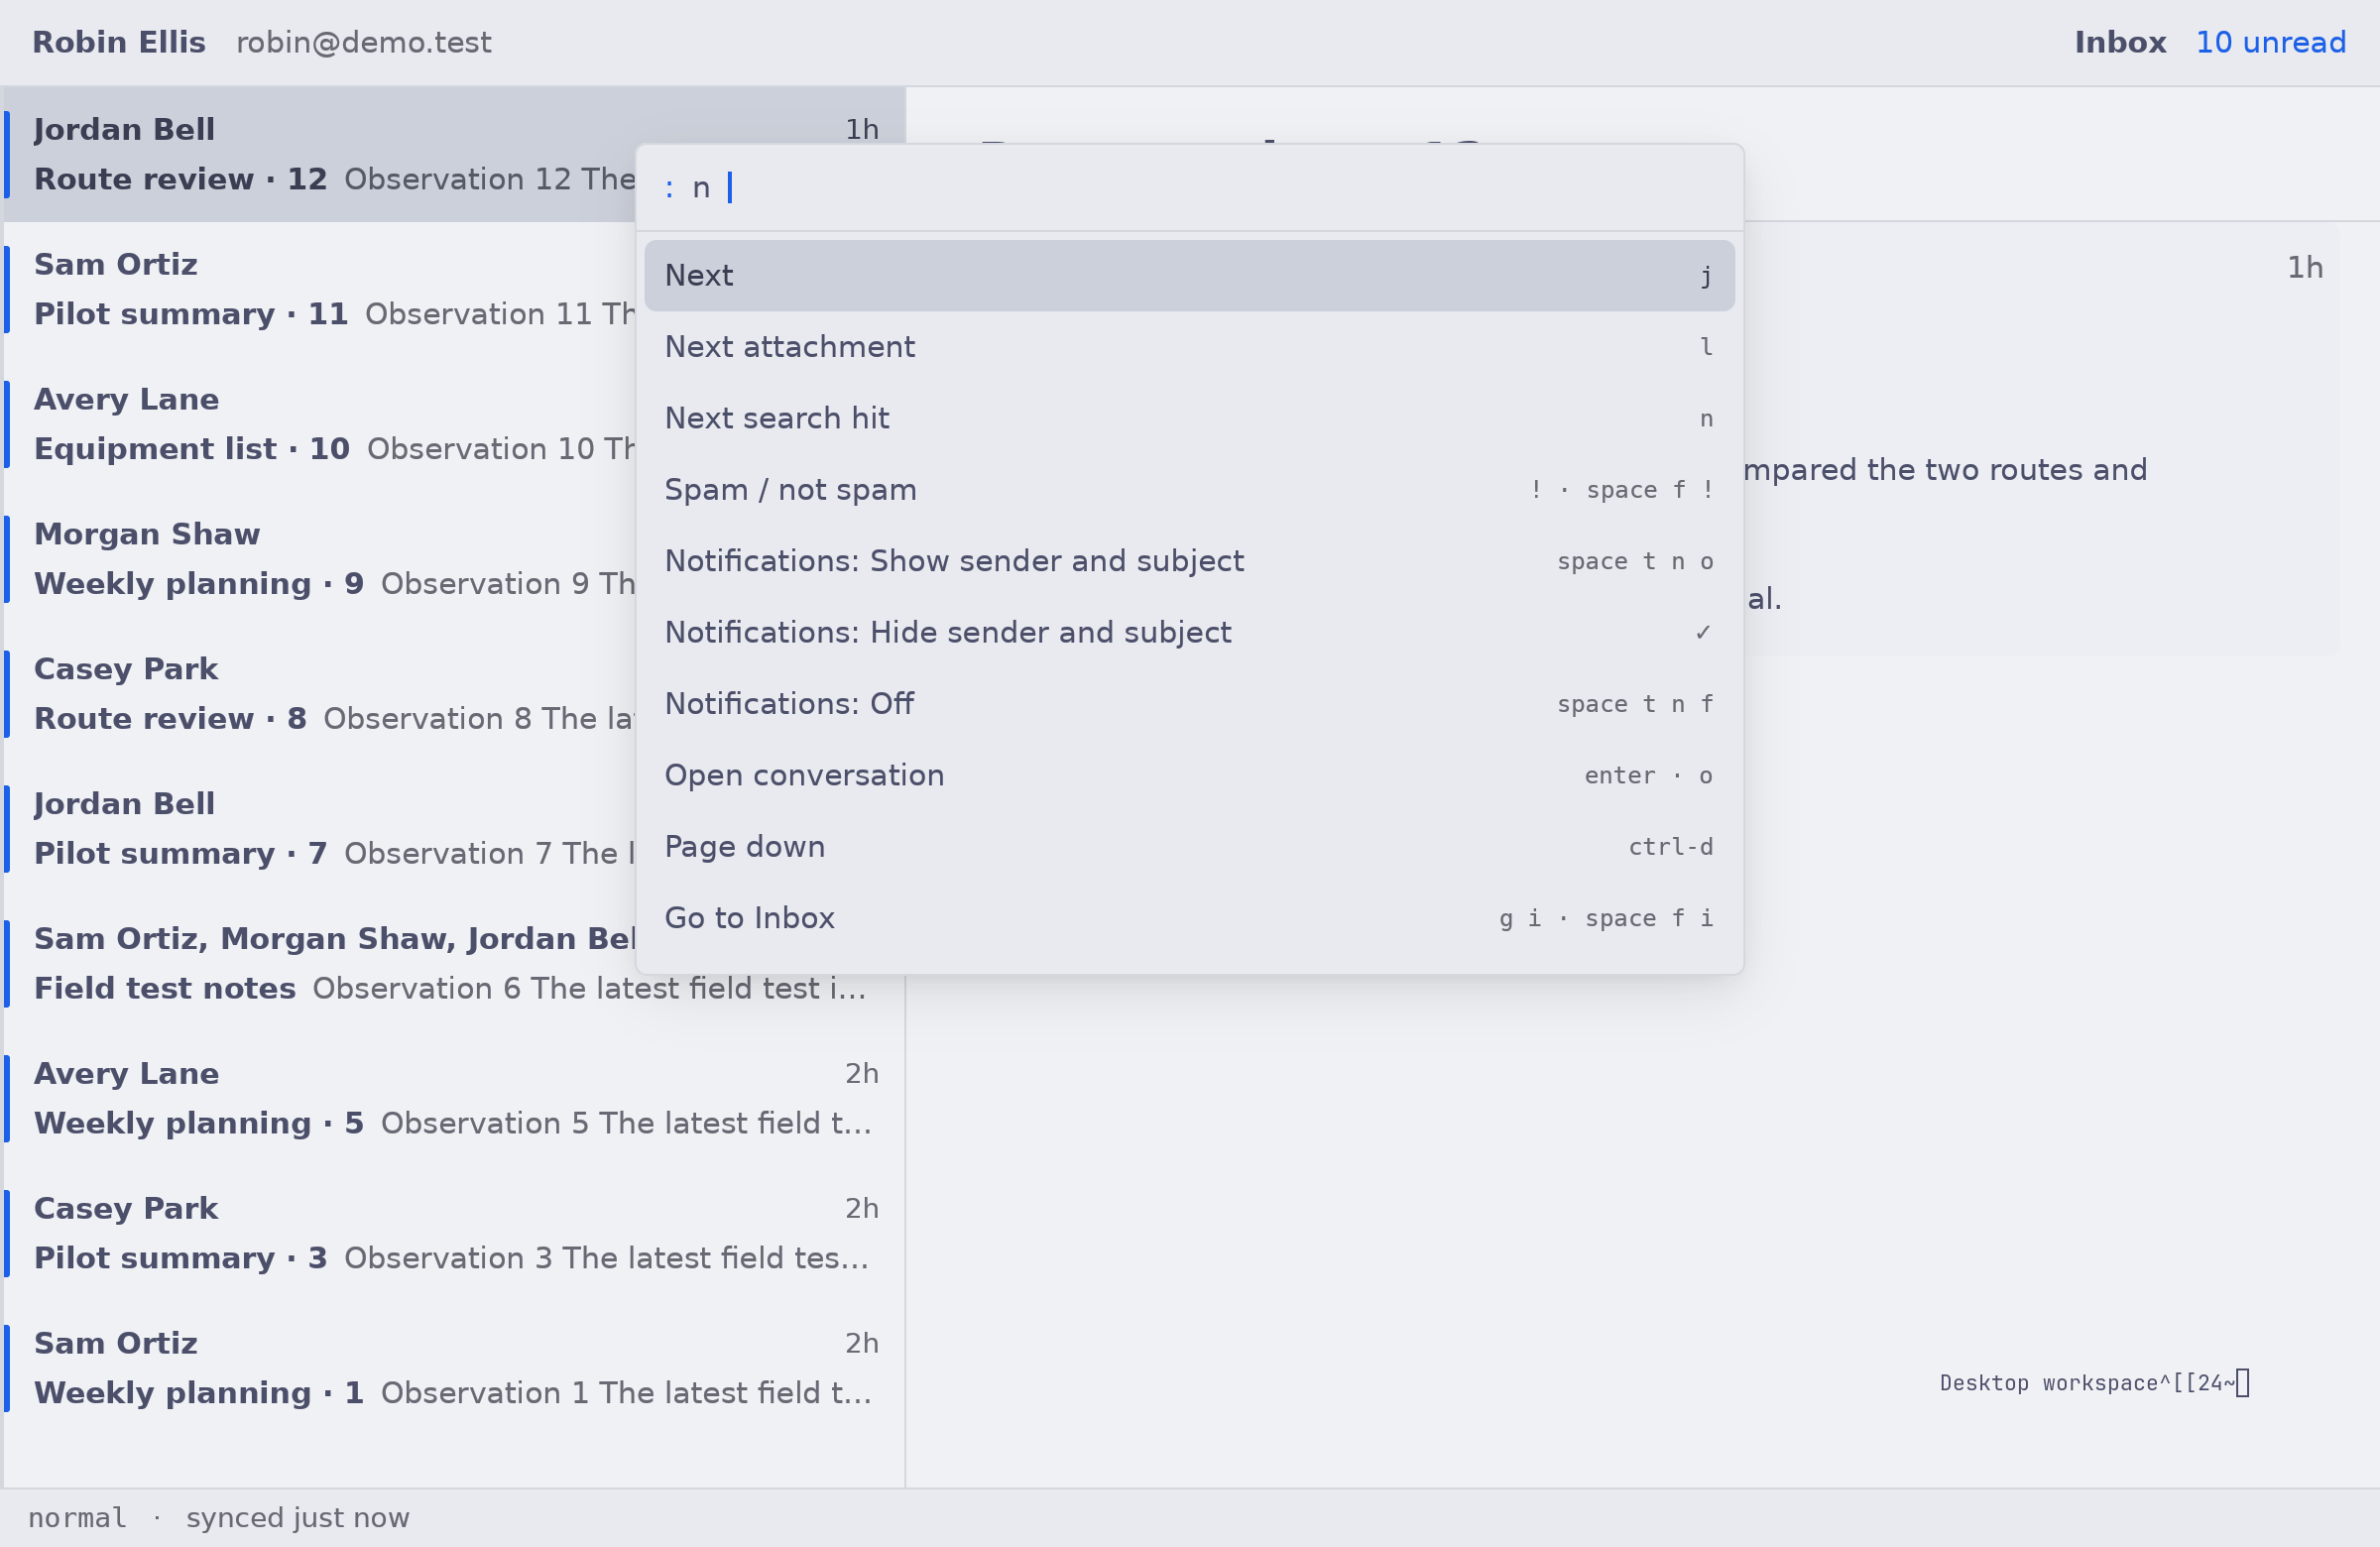 Robin Ellis robin@demo.test
Inbox 10 unread
Jordan Bell 1h
Route review · 12 Observation 12 The
Sam Ortiz
Pilot summary · 11 Observation 11
Avery Lane
Equipment list · 10 Observation 10
Morgan Shaw
Weekly planning · 9 Observation 9
Casey Park
Route review · 8 Observation 8 The
Jordan Bell
Pilot summary · 7 Observation 7 The
Sam Ortiz, Morgan Shaw, Jordan
Field test notes Observation 6 The latest field test i…
Avery Lane 2h
Weekly planning · 5 Observation 5 The latest field t…
Casey Park 2h
Pilot summary · 3 Observation 3 The latest field tes…
Sam Ortiz 2h
Weekly planning · 1 Observation 1 The latest field t…
: n
Next j
Next attachment l
Next search hit n
Spam / not spam ! · space f !
Notifications: Show sender and subject space t n o
Notifications: Hide sender and subject ✓
Notifications: Off space t n f
Open conversation enter · o
Page down ctrl-d
Go to Inbox g i · space f i
1h
the two routes and
Desktop workspace^[[24~
normal · synced just now